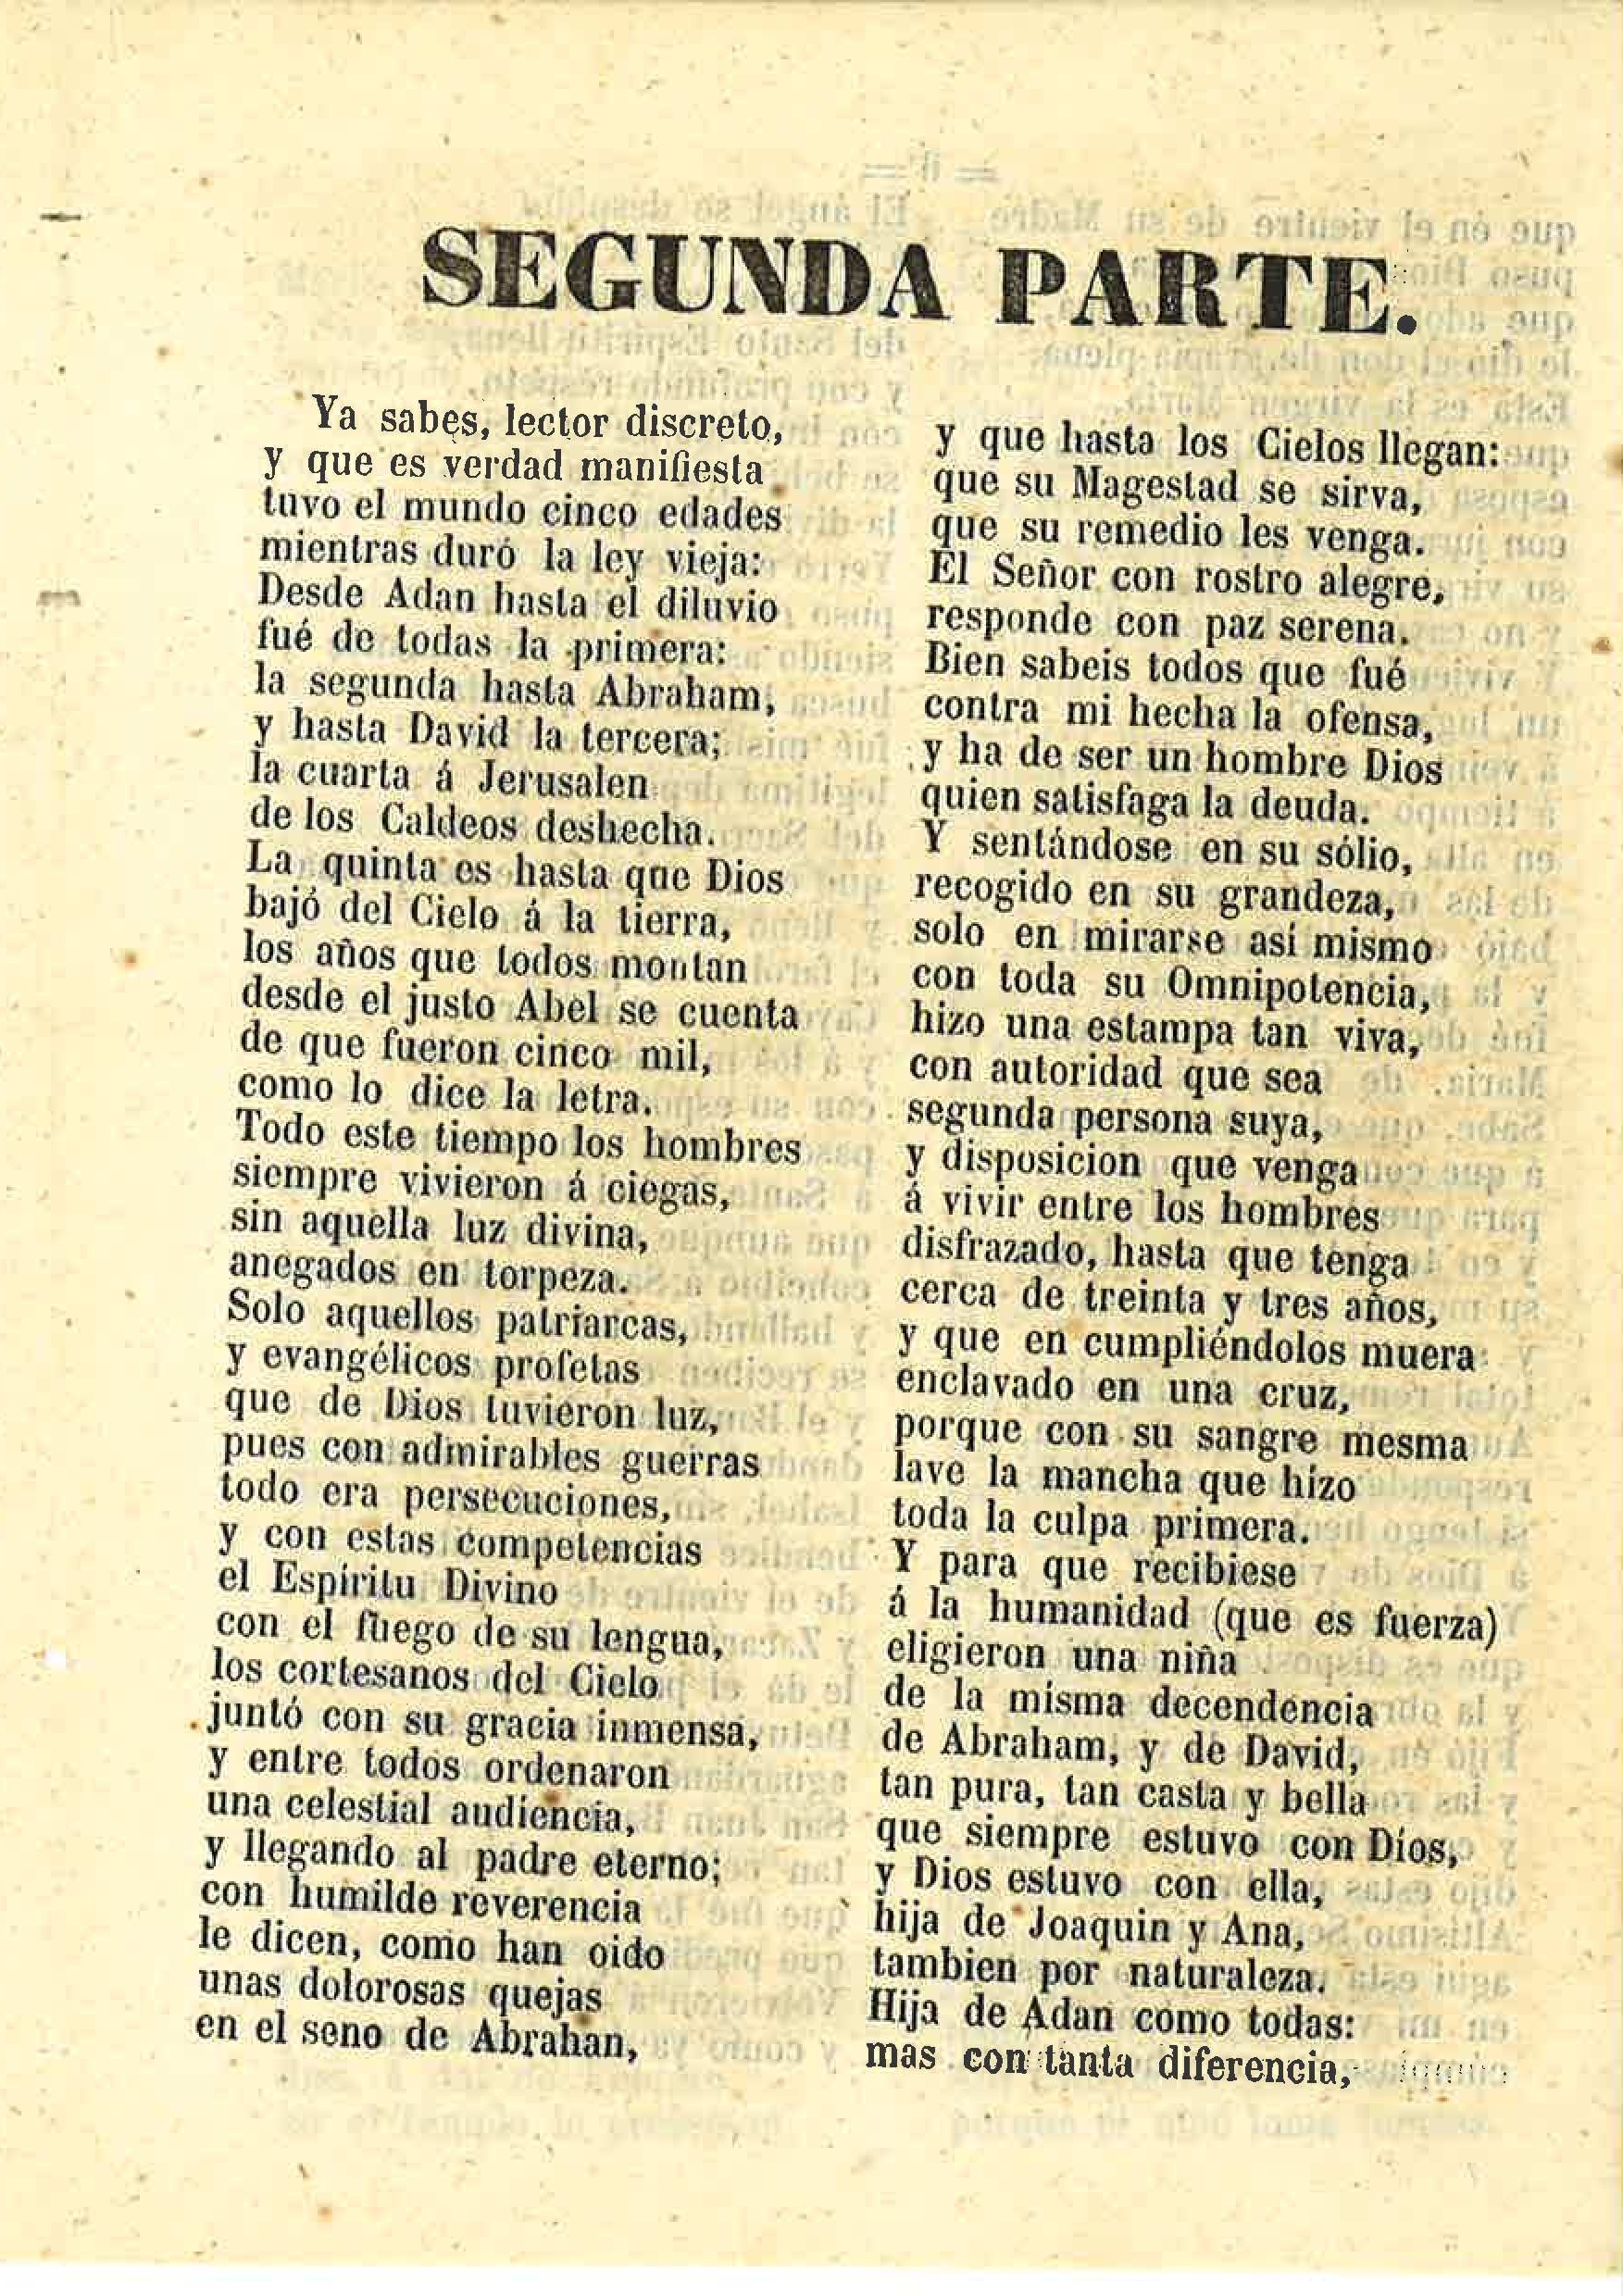 SEGUNDA PARTE.
Ya sabes, lector discreto,
y que es verdad manifiesta
tuvo el mundo cinco edades
mientras duró la ley vieja:
Desde Adan hasta el diluvio
fué de todas la primera:
la segunda hasta Abraham,
y hasta David la tercera;
la cuarta á Jerusalen
de los Caldeos deshecha.
La quinta es hasta qne Dios
bajó del Cielo á la tierra,
los años que todos montan
desde el justo Abel se cuenta
de que fueron cinco mil,
como lo dice la letra.
Todo este tiempo los hombres
siempre vivieron á ciegas,
sin aquella luz divina,
anegados en torpeza.
Solo aquellos patriarcas,
y evangélicos profetas
que de Dios tuvieron luz,
pues con admirables guerras
todo era persecuciones,
y con estas competencias
el Espíritu Divino
con el fuego de su lengua,
los cortesanos del Cielo
juntó con su gracia inmensa,
y entre todos ordenaron
una celestial audiencia,
y llegando al padre eterno;
con humilde reverencia
le dicen, como han oido
unas dolorosas quejas
en el seno de Abrahan,
y que hasta los Cielos llegan:
que su Magestad se sirva,
que su remedio les venga.
El Señor con rostro alegre,
responde con paz serena.
Bien sabeis todos que fué
contra mi hecha la ofensa,
y ha de ser un hombre Dios
quien satisfaga la deuda.
Y sentándose en su sólio,
recogido en su grandeza,
solo en mirarse así mismo
con toda su Omnipotencia,
hizo una estampa tan viva,
con autoridad que sea
segunda persona suya,
y disposicion que venga
á vivir entre los hombres
disfrazado, hasta que tenga
cerca de treinta y tres años,
y que en cumpliéndolos muera
enclavado en una cruz,
porque con su sangre mesma
lave la mancha que hizo
toda la culpa primera.
Y para que recibiese
á la humanidad (que es fuerza)
eligieron una niña
de la misma decendencia
de Abraham, y de David,
tan pura, tan casta y bella
que siempre estuvo con Díos,
y Dios estuvo con ella,
hija de Joaquin y Ana,
tambien por naturaleza.
Hija de Adan como todas:
mas con tanta diferencia,